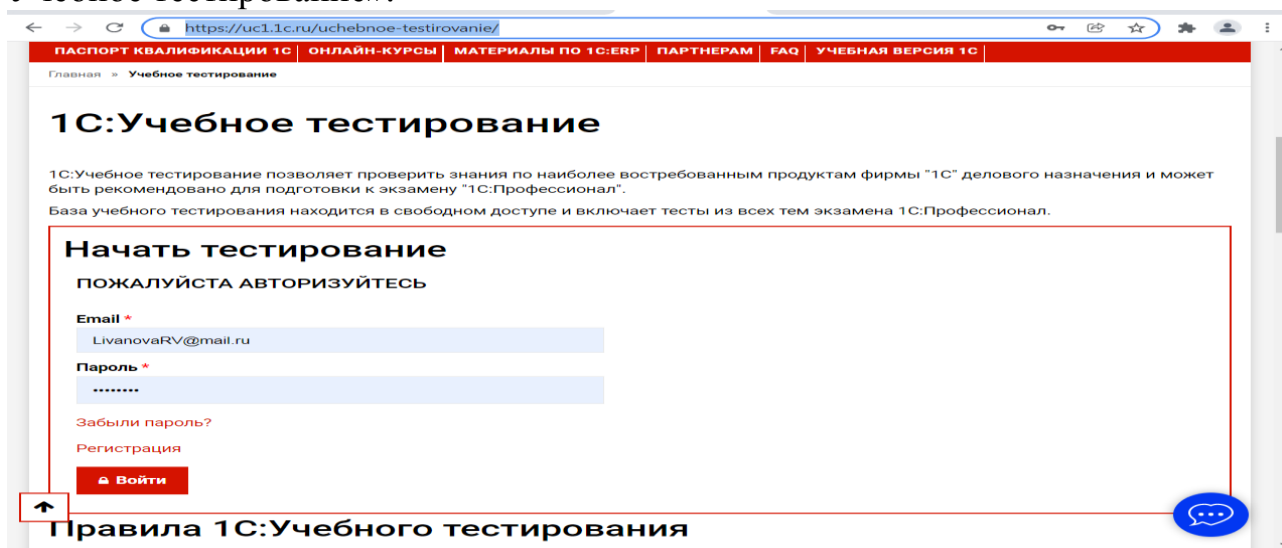 Учебное тестирование».
https://uc1.1c.ru/uchebnoe-testirovanie/
ПАСПОРТ КВАЛИФИКАЦИИ 1С | ОНЛАЙН-КУРСЫ | МАТЕРИАЛЫ ПО 1С:ERP | ПАРТНЕРАМ | FAQ | УЧЕБНАЯ ВЕРСИЯ 1С |
Главная » Учебное тестирование
1С:Учебное тестирование
1С:Учебное тестирование позволяет проверить знания по наиболее востребованным продуктам фирмы "1С" делового назначения и может
быть рекомендовано для подготовки к экзамену "1С:Профессионал".
База учебного тестирования находится в свободном доступе и включает тесты из всех тем экзамена 1С:Профессионал.
Начать тестирование
ПОЖАЛУЙСТА АВТОРИЗУЙТЕСЬ
Email *
LivanovaRV@mail.ru
Пароль *
••••••••
Забыли пароль?
Регистрация
Войти
Правила 1С:Учебного тестирования